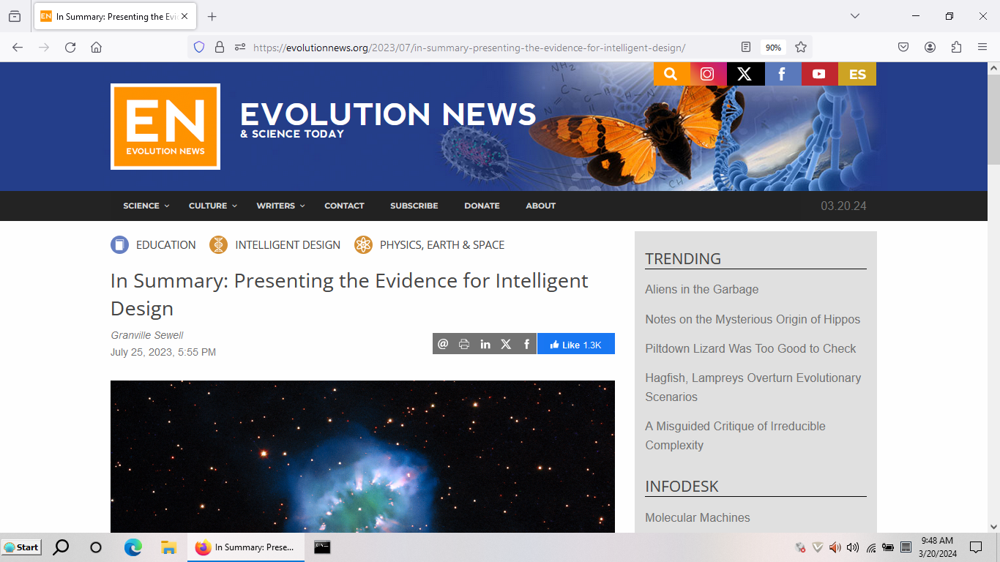 In Summary: Presenting the Evi
https://evolutionnews.org/2023/07/in-summary-presenting-the-evidence-for-intelligent-design/
90%
ES
EN
EVOLUTION NEWS
EVOLUTION NEWS
& SCIENCE TODAY
NH₂
CH
SCIENCE
CULTURE
WRITERS
CONTACT
SUBSCRIBE
DONATE
ABOUT
03.20.24
EDUCATION
INTELLIGENT DESIGN
PHYSICS, EARTH & SPACE
In Summary: Presenting the Evidence for Intelligent
Design
Granville Sewell
July 25, 2023, 5:55 PM
Like 1.3K
TRENDING
Aliens in the Garbage
Notes on the Mysterious Origin of Hippos
Piltdown Lizard Was Too Good to Check
Hagfish, Lampreys Overturn Evolutionary
Scenarios
A Misguided Critique of Irreducible
Complexity
INFODESK
Molecular Machines
Start
In Summary: Prese...
9:48 AM
3/20/2024